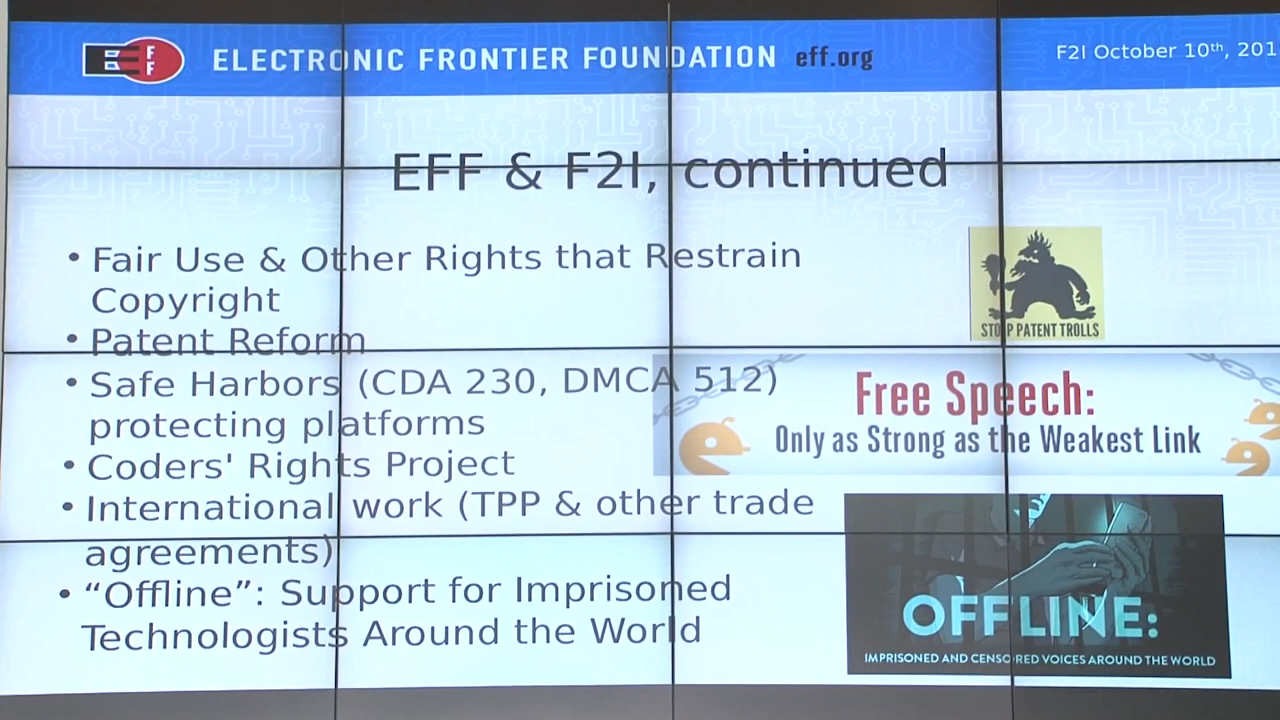 EFF
ELECTRONIC FRONTIER FOUNDATION eff.org
F2I October 10th, 201
EFF & F2I, continued
• Fair Use & Other Rights that Restrain
Copyright
• Patent Reform
• Safe Harbors (CDA 230, DMCA 512)
protecting platforms
• Coders' Rights Project
• International work (TPP & other trade
agreements)
• “Offline”: Support for Imprisoned
Technologists Around the World
STOP PATENT TROLLS
Free Speech:
Only as Strong as the Weakest Link
OFFLINE:
IMPRISONED AND CENSORED VOICES AROUND THE WORLD